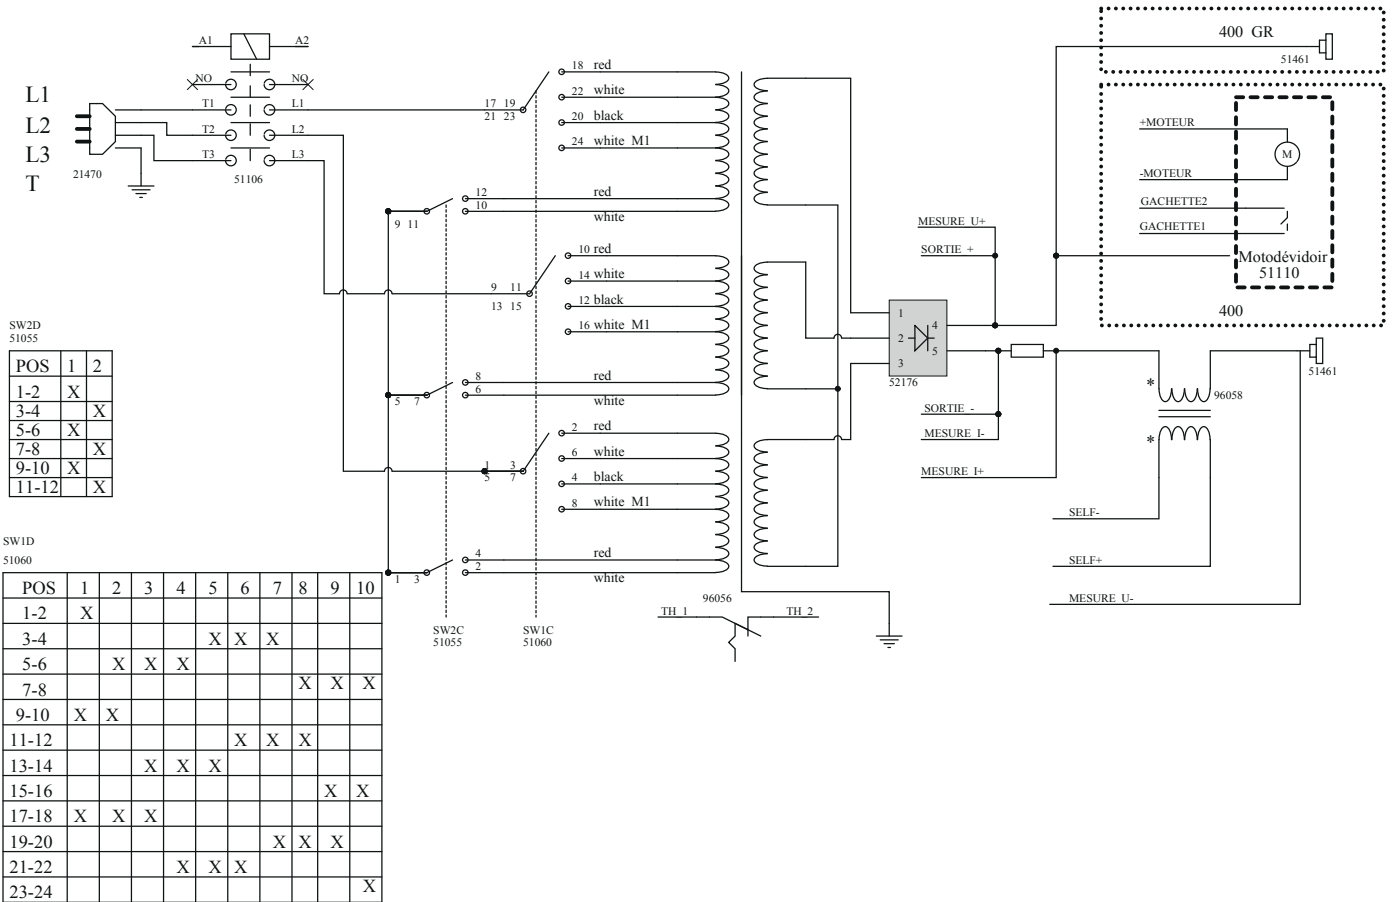 400 GR
51461
A1 A2
NO NO
L1
L2
L3
T
21470
T1 L1
T2 L2
T3 L3
51106
17 19
21 23
18 red
22 white
20 black
24 white M1
12 red
10 white
9 11
10 red
14 white
12 black
16 white M1
9 11
13 15
8 red
6 white
5 7
2 red
6 white
4 black
8 white M1
1 3
5 7
4 red
2 white
1 3
SW2C
51055
SW1C
51060
96056
TH 1 TH 2
+MOTEUR
M
-MOTEUR
GACHETTE2
GACHETTE1
Motodévidoir
51110
400
MESURE U+
SORTIE +
1
2
3
4
5
52176
SORTIE -
MESURE I-
MESURE I+
51461
* 96058
*
SELF-
SELF+
MESURE U-
SW2D
51055
POS 1 2
1-2 X
3-4 X
5-6 X
7-8 X
9-10 X
11-12 X
SW1D
51060
POS 1 2 3 4 5 6 7 8 9 10
1-2 X
3-4 X X X
5-6 X X X
7-8 X X X
9-10 X X
11-12 X X X
13-14 X X X
15-16 X X
17-18 X X X
19-20 X X X
21-22 X X X
23-24 X